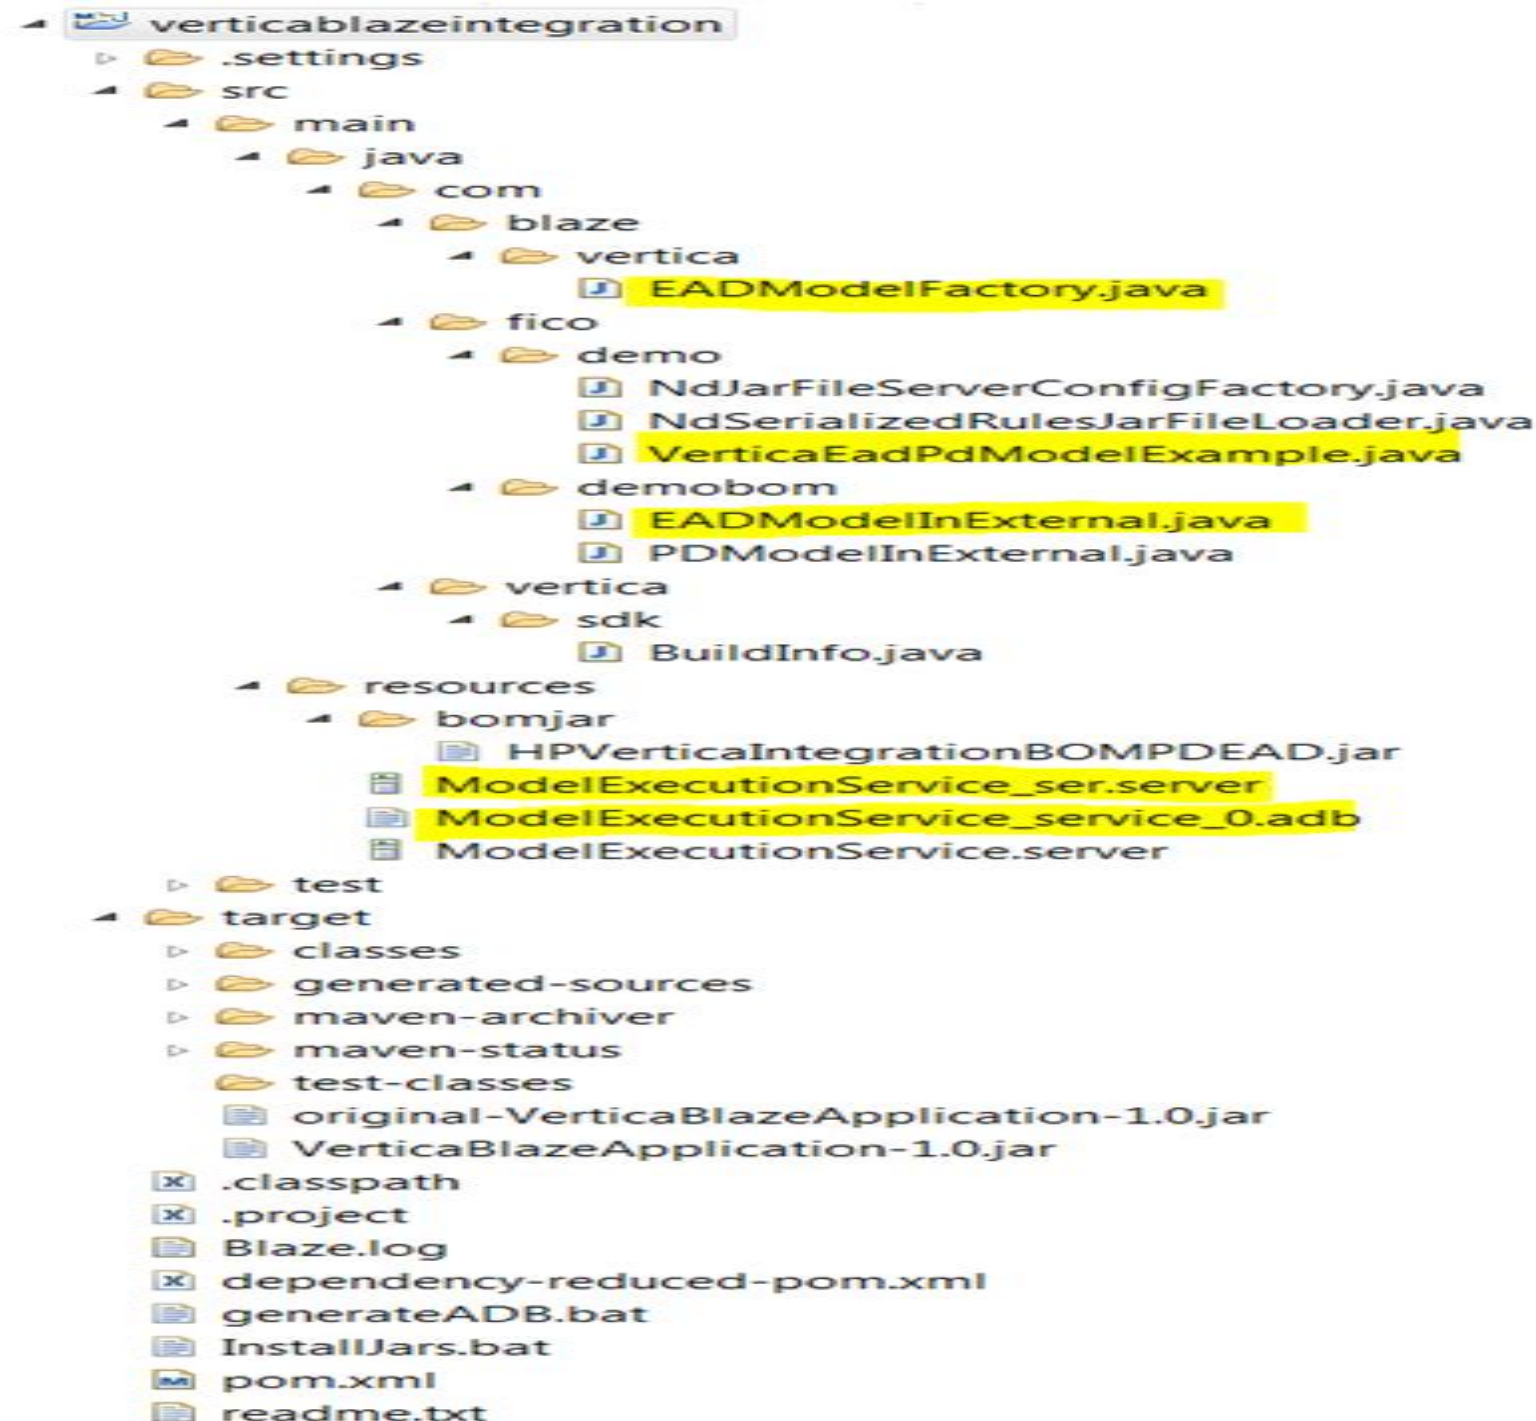 verticablazeintegration
.settings
src
main
java
com
blaze
vertica
EADModelFactory.java
fico
demo
NdJarFileServerConfigFactory.java
NdSerializedRulesJarFileLoader.java
VerticaEadPdModelExample.java
demobom
EADModelInExternal.java
PDModelInExternal.java
vertica
sdk
BuildInfo.java
resources
bomjar
HPVerticaIntegrationBOMPDEAD.jar
ModelExecutionService_ser.server
ModelExecutionService_service_0.adb
ModelExecutionService.server
test
target
classes
generated-sources
maven-archiver
maven-status
test-classes
original-VerticaBlazeApplication-1.0.jar
VerticaBlazeApplication-1.0.jar
.classpath
.project
Blaze.log
dependency-reduced-pom.xml
generateADB.bat
InstallJars.bat
pom.xml
readme.txt